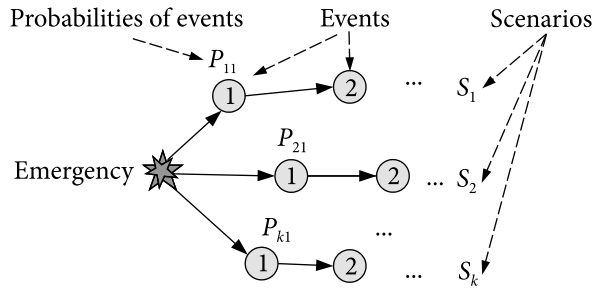 Probabilities of events Events Scenarios
P11
1 2 ... S1
P21
Emergency 1 2 ... S2
Pk1 ...
1 2 ... Sk